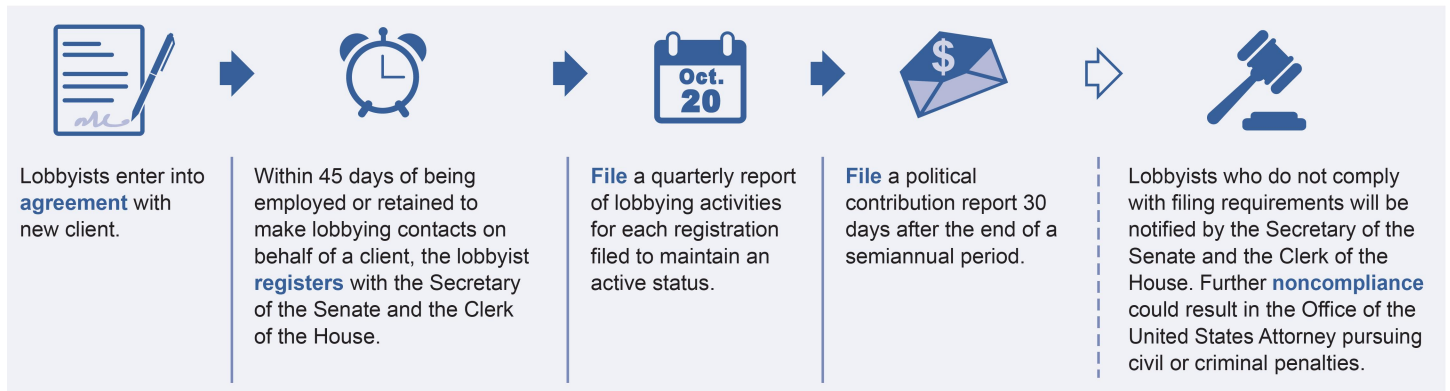 Oct.
20
$
Lobbyists enter into
agreement with
new client.
Within 45 days of being
employed or retained to
make lobbying contacts on
behalf of a client, the lobbyist
registers with the Secretary
of the Senate and the Clerk
of the House.
File a quarterly report
of lobbying activities
for each registration
filed to maintain an
active status.
File a political
contribution report 30
days after the end of a
semiannual period.
Lobbyists who do not comply
with filing requirements will be
notified by the Secretary of the
Senate and the Clerk of the
House. Further noncompliance
could result in the Office of the
United States Attorney pursuing
civil or criminal penalties.